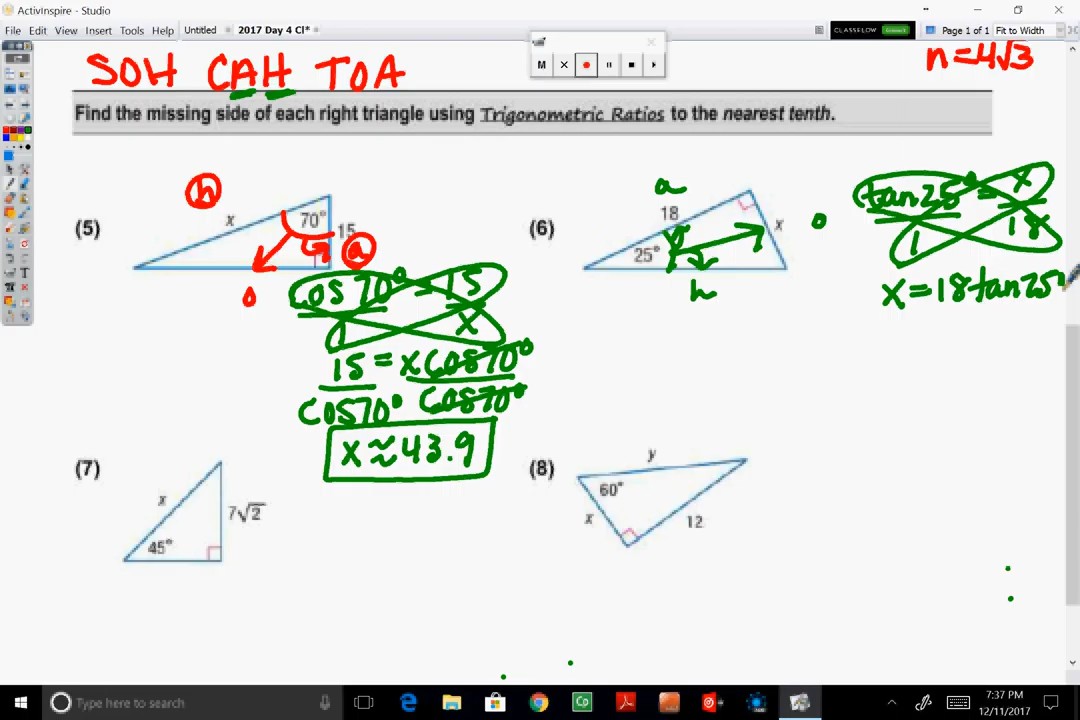 ActivInspire - Studio
File Edit View Insert Tools Help Untitled 2017 Day 4 Cl* CLASSFLOW Connect Page 1 of 1 Fit to Width
M
SOH CAH TOA
n=4√3
Find the missing side of each right triangle using Trigonometric Ratios to the nearest tenth.
(5)
h
x
70°
15
a
o
cos 70° = 15
1 x
15 = x cos 70°
cos 70° cos 70°
x ≈ 43.9
(6)
a
18
25°
x
o
h
tan 25° = x
1 18
x = 18 tan 25°
(7)
x
7√2
45°
(8)
y
60°
x
12
Type here to search
7:37 PM
12/11/2017